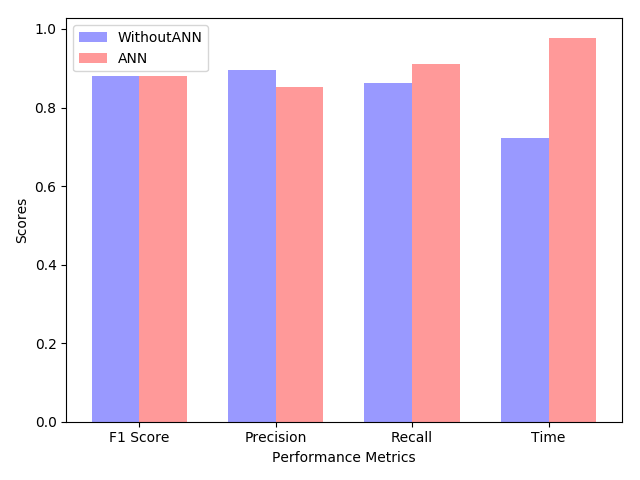 WithoutANN
ANN
1.0
0.8
0.6
0.4
0.2
0.0
Scores
F1 Score Precision Recall Time
Performance Metrics